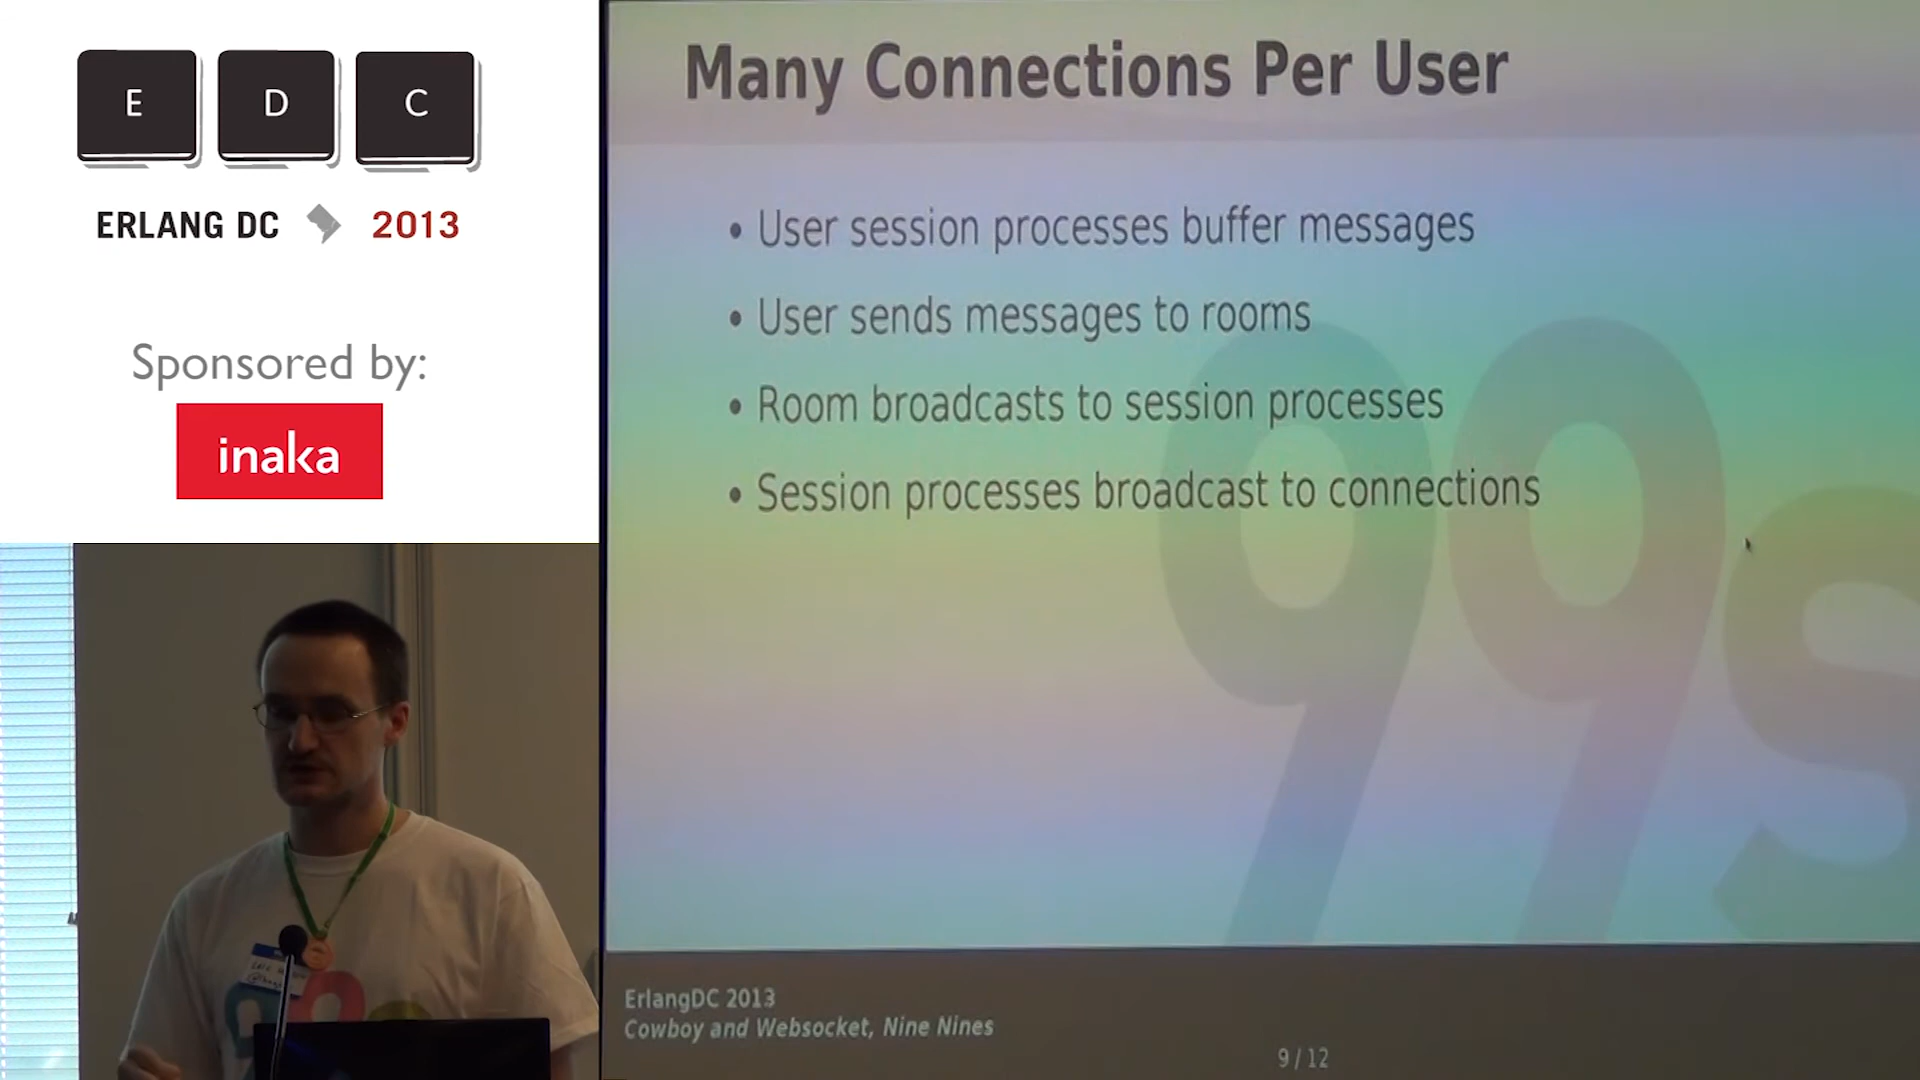 E D C
ERLANG DC 2013
Sponsored by:
inaka
Many Connections Per User
• User session processes buffer messages
• User sends messages to rooms
• Room broadcasts to session processes
• Session processes broadcast to connections
99s
ErlangDC 2013
Cowboy and Websocket, Nine Nines
9 / 12